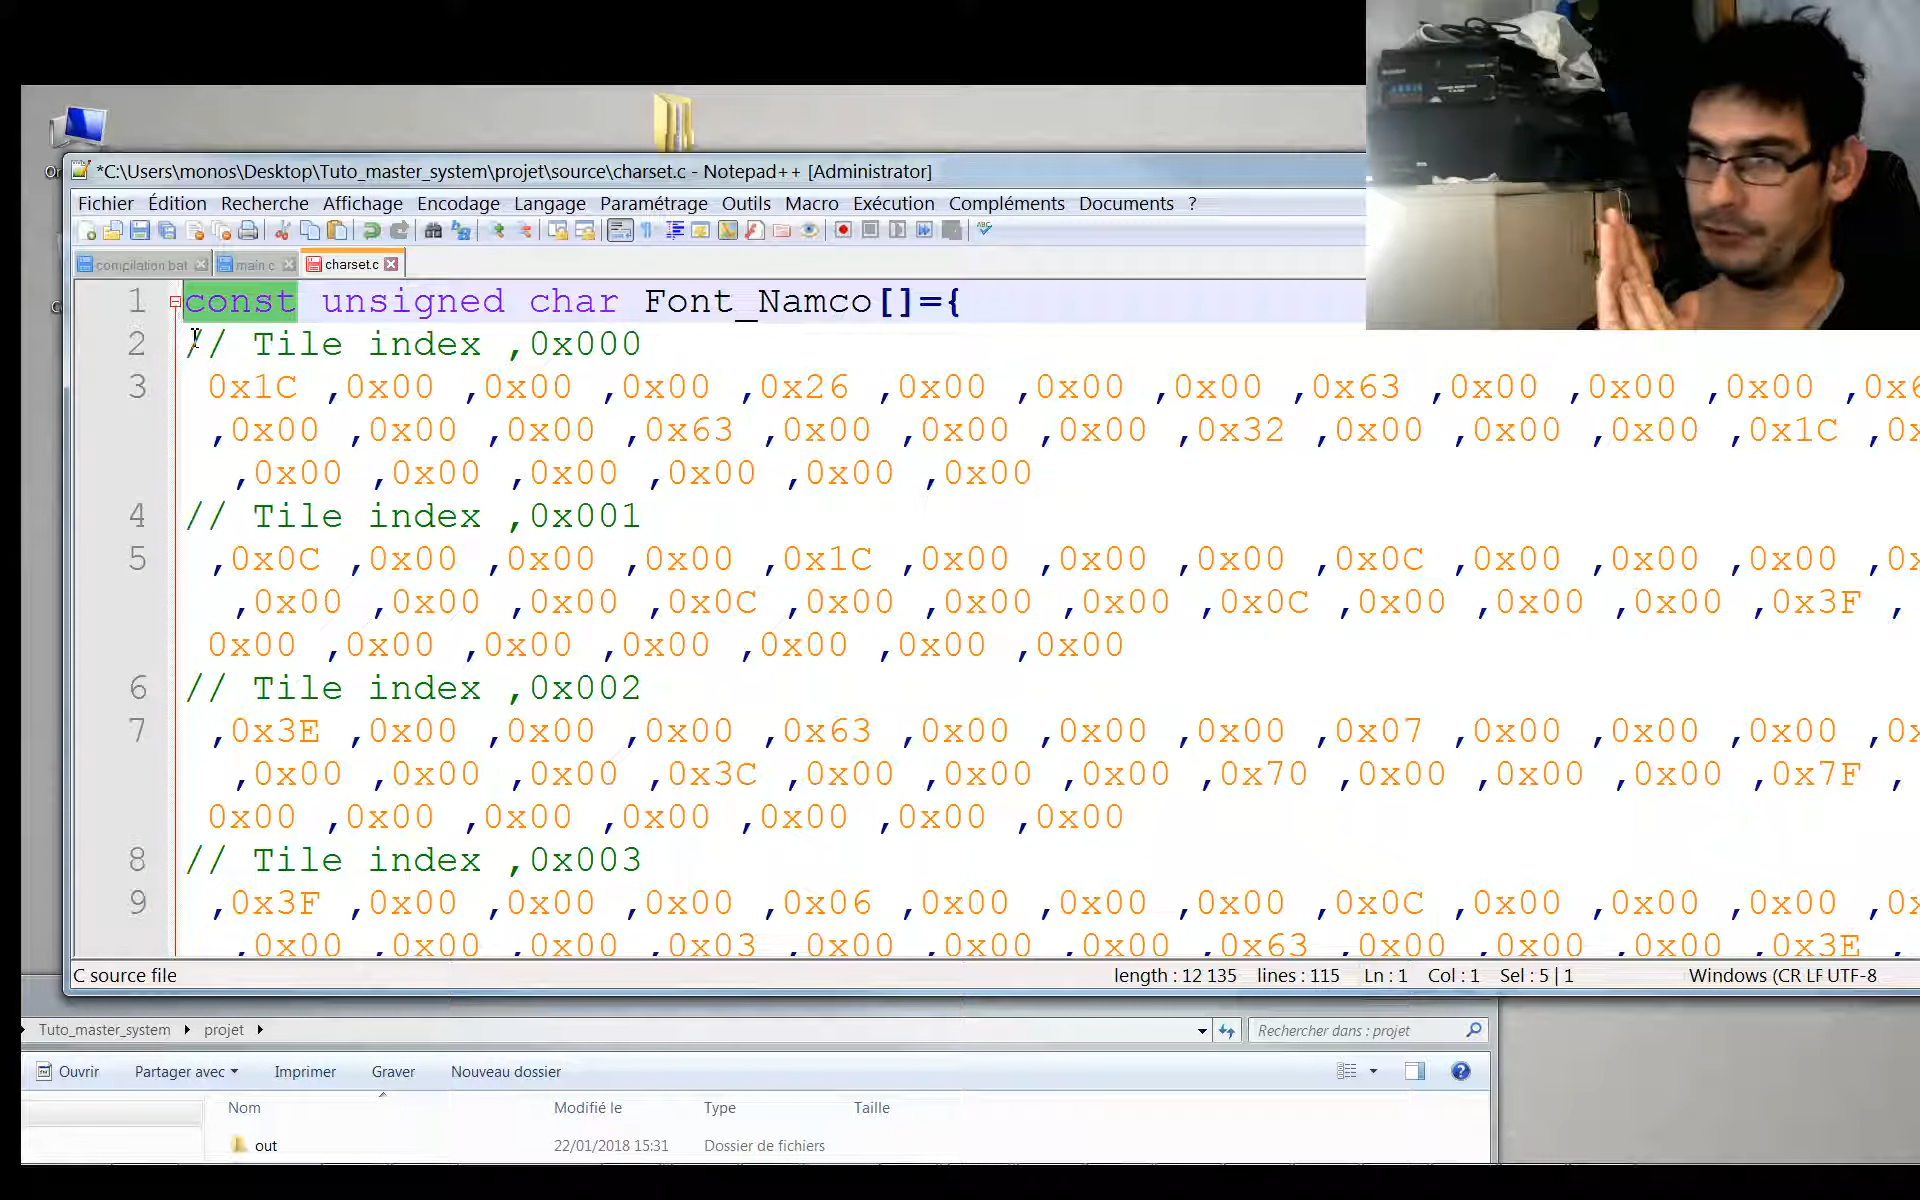 *C:\Users\monos\Desktop\Tuto_master_system\projet\source\charset.c - Notepad++ [Administrator]
Fichier Édition Recherche Affichage Encodage Langage Paramétrage Outils Macro Exécution Compléments Documents ?
compilation.bat main.c charset.c
1 const unsigned char Font_Namco[]={
2 // Tile index ,0x000
3 0x1C ,0x00 ,0x00 ,0x00 ,0x26 ,0x00 ,0x00 ,0x00 ,0x63 ,0x00 ,0x00 ,0x00
,0x00 ,0x00 ,0x00 ,0x63 ,0x00 ,0x00 ,0x00 ,0x32 ,0x00 ,0x00 ,0x00 ,0x1C
,0x00 ,0x00 ,0x00 ,0x00 ,0x00 ,0x00
4 // Tile index ,0x001
5 ,0x0C ,0x00 ,0x00 ,0x00 ,0x1C ,0x00 ,0x00 ,0x00 ,0x0C ,0x00 ,0x00 ,0x00
,0x00 ,0x00 ,0x00 ,0x0C ,0x00 ,0x00 ,0x00 ,0x0C ,0x00 ,0x00 ,0x00 ,0x3F ,
0x00 ,0x00 ,0x00 ,0x00 ,0x00 ,0x00 ,0x00
6 // Tile index ,0x002
7 ,0x3E ,0x00 ,0x00 ,0x00 ,0x63 ,0x00 ,0x00 ,0x00 ,0x07 ,0x00 ,0x00 ,0x00
,0x00 ,0x00 ,0x00 ,0x3C ,0x00 ,0x00 ,0x00 ,0x70 ,0x00 ,0x00 ,0x00 ,0x7F ,
0x00 ,0x00 ,0x00 ,0x00 ,0x00 ,0x00 ,0x00
8 // Tile index ,0x003
9 ,0x3F ,0x00 ,0x00 ,0x00 ,0x06 ,0x00 ,0x00 ,0x00 ,0x0C ,0x00 ,0x00 ,0x00
,0x00 ,0x00 ,0x00 ,0x03 ,0x00 ,0x00 ,0x00 ,0x63 ,0x00 ,0x00 ,0x00 ,0x3E ,
C source file length : 12 135 lines : 115 Ln : 1 Col : 1 Sel : 5 | 1 Windows (CR LF UTF-8
Tuto_master_system projet Rechercher dans : projet
Ouvrir Partager avec Imprimer Graver Nouveau dossier
Nom Modifié le Type Taille
out 22/01/2018 15:31 Dossier de fichiers